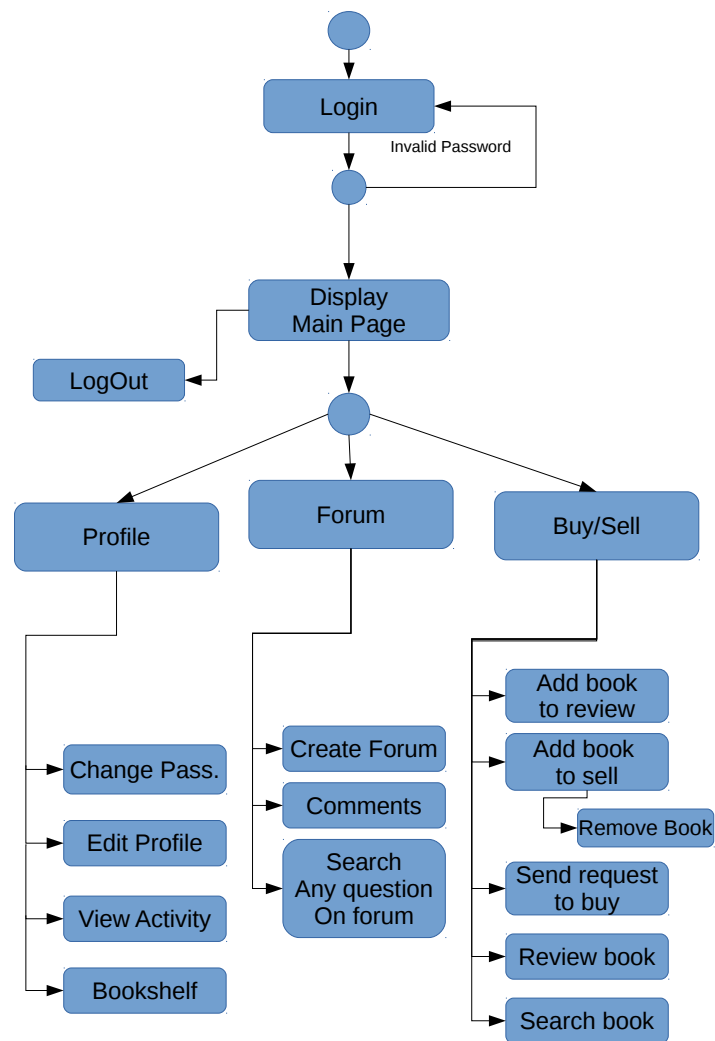 Login
Invalid Password
Display
Main Page
LogOut
Profile
Forum
Buy/Sell
Change Pass.
Edit Profile
View Activity
Bookshelf
Create Forum
Comments
Search
Any question
On forum
Add book
to review
Add book
to sell
Remove Book
Send request
to buy
Review book
Search book